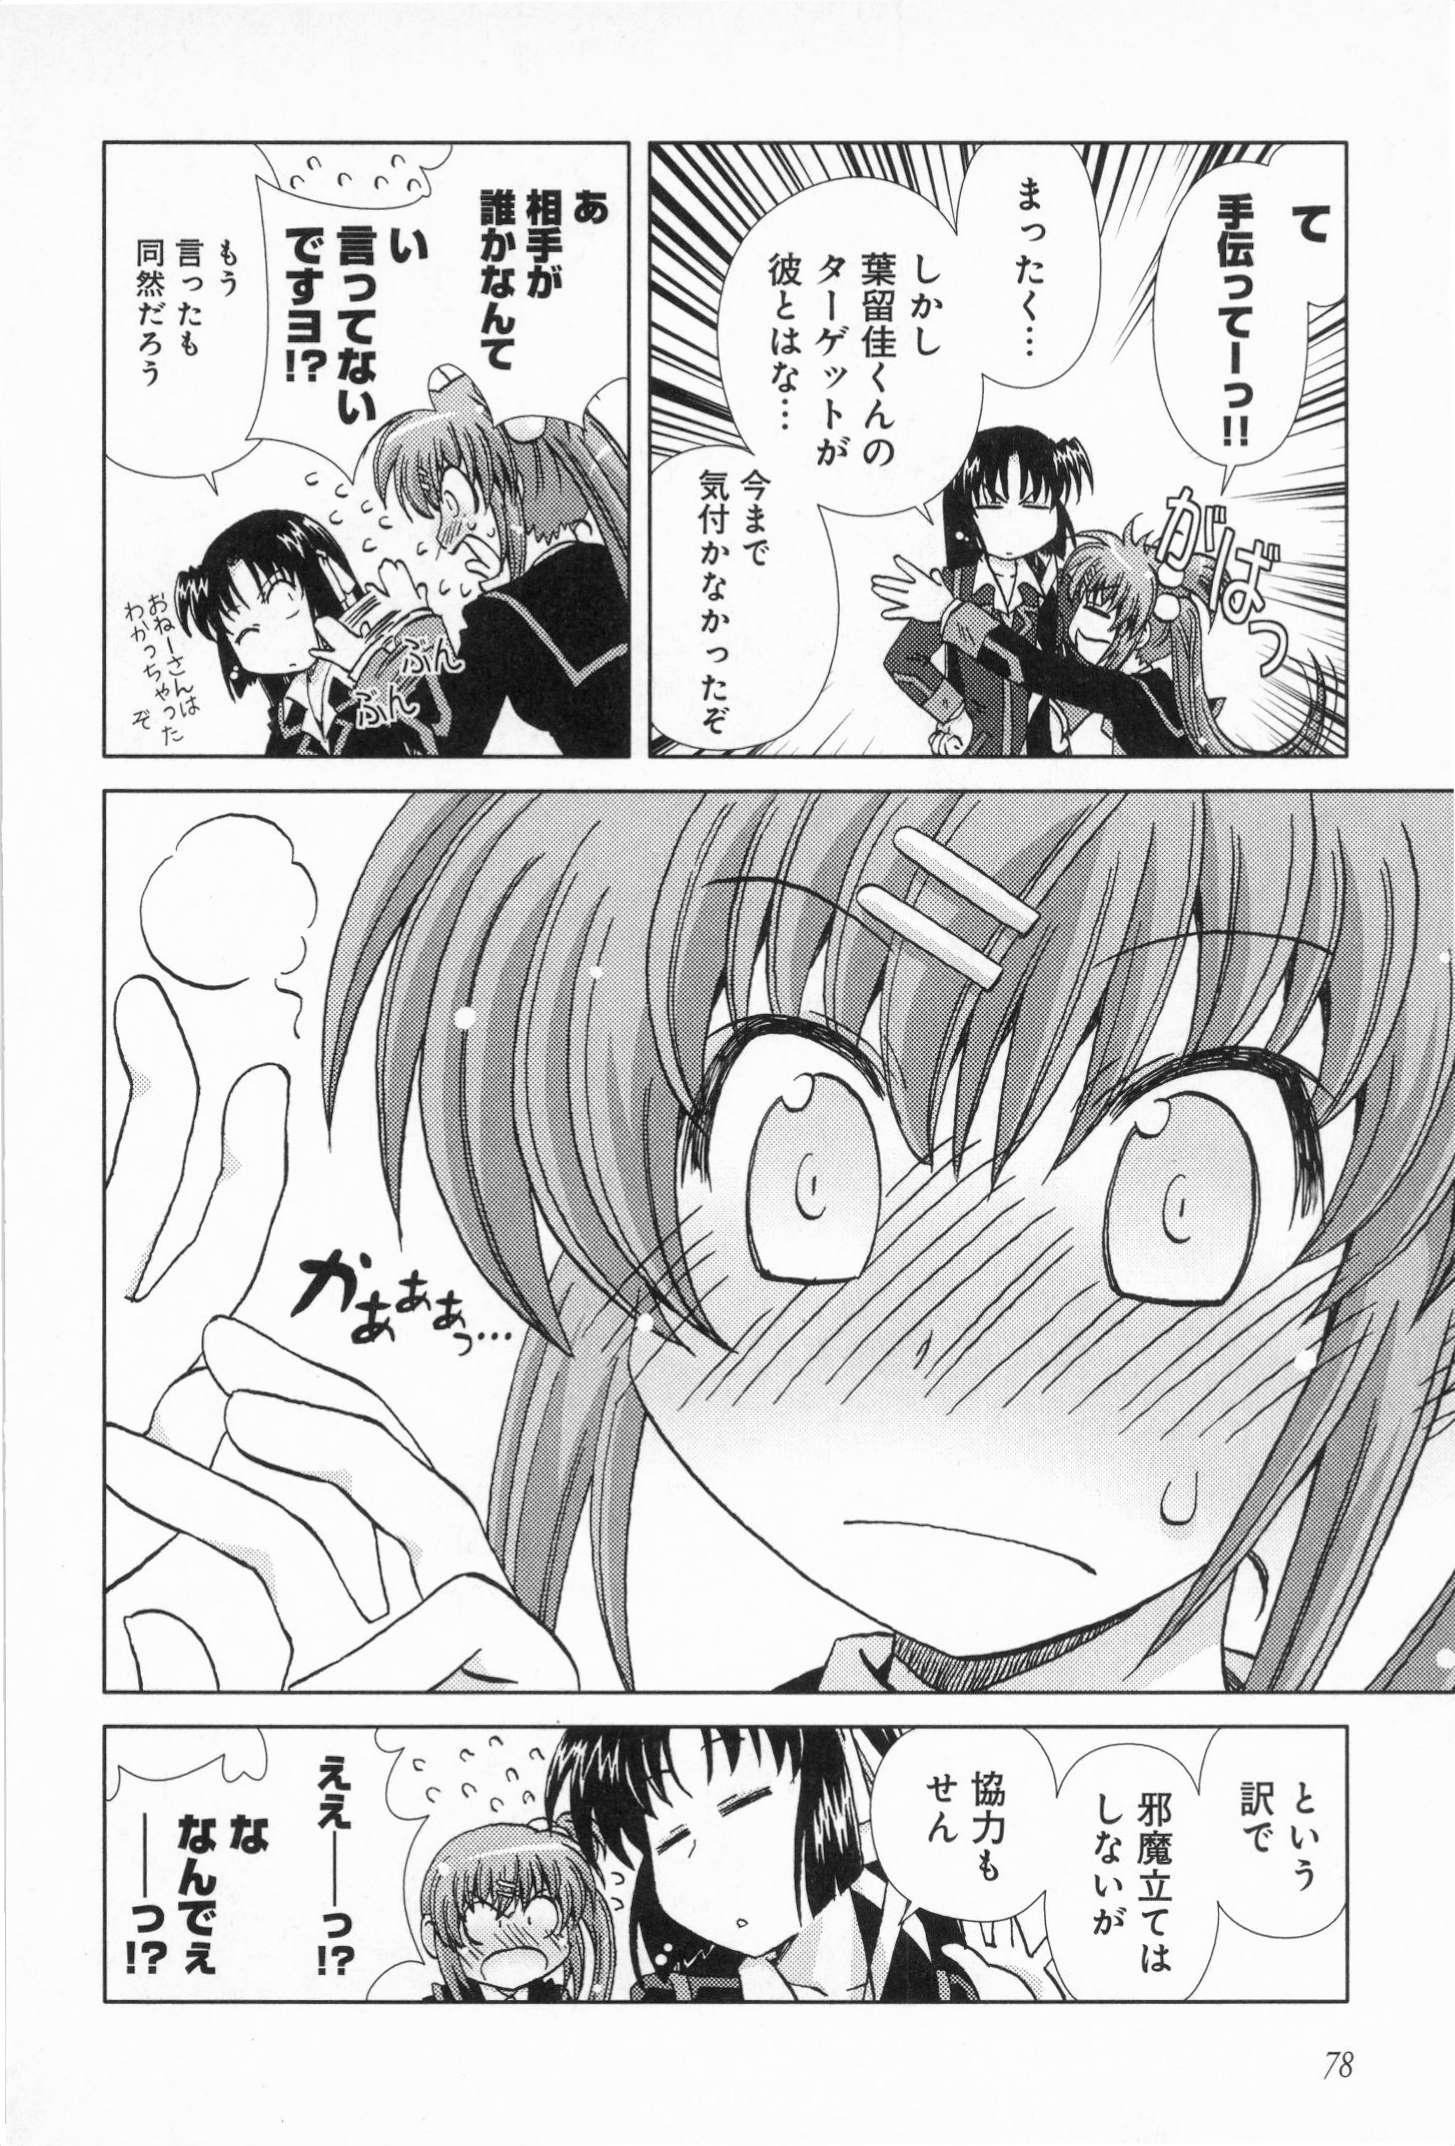 て
手伝ってーっ!!
がばっ
まったく…
しかし
葉留佳くんの
ターゲットが
彼とはな…
今まで
気付かなかったぞ
あ
相手が
誰かなんて
い
言ってない
ですヨ!?
もう
言ったも
同然だろう
ぶん
ぶん
おねーさんは
わかっちゃった
ぞ
かあぁぁぁっ…
という
訳で
邪魔立ては
しないが
協力も
せん
ええ――っ!?
な
なんでぇ
――っ!?
78